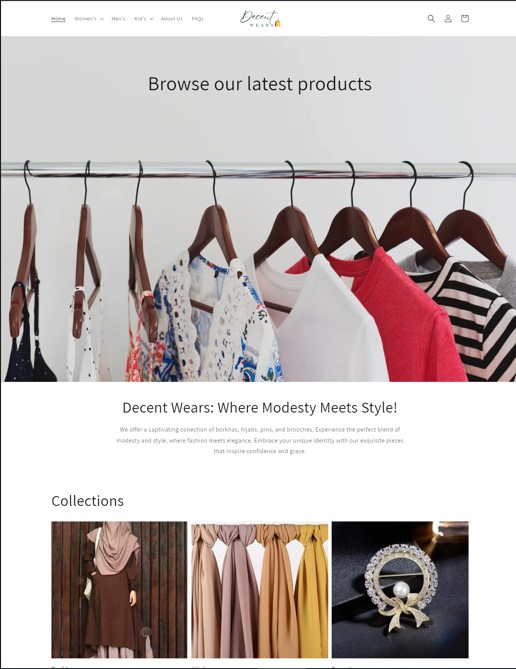 Home Women's Men's Kid's About Us FAQs
Decent
WEARS
Browse our latest products
Decent Wears: Where Modesty Meets Style!
We offer a captivating collection of borkhas, hijabs, pins, and brooches. Experience the perfect blend of
modesty and style, where fashion meets elegance. Embrace your unique identity with our exquisite pieces
that inspire confidence and grace.
Collections